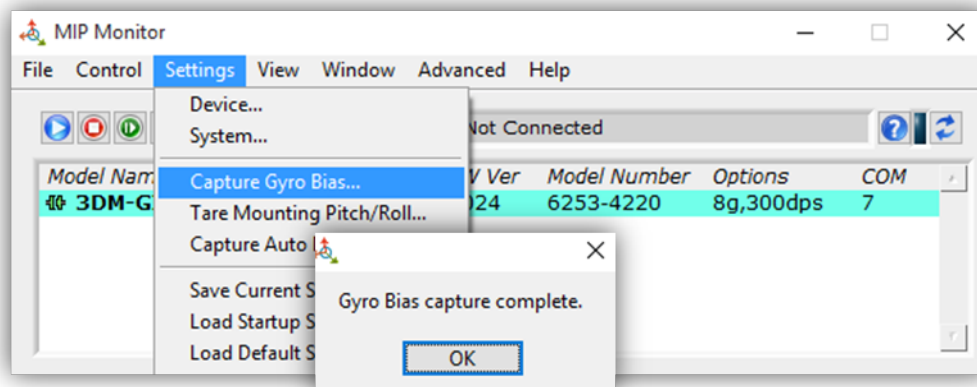 MIP Monitor
File Control Settings View Window Advanced Help
Device...
System...
Not Connected
Capture Gyro Bias...
Tare Mounting Pitch/Roll...
Capture Auto
Save Current
Load Startup
Load Default
Model Ver Model Number Options COM
024 6253-4220 8g,300dps 7
Gyro Bias capture complete.
OK